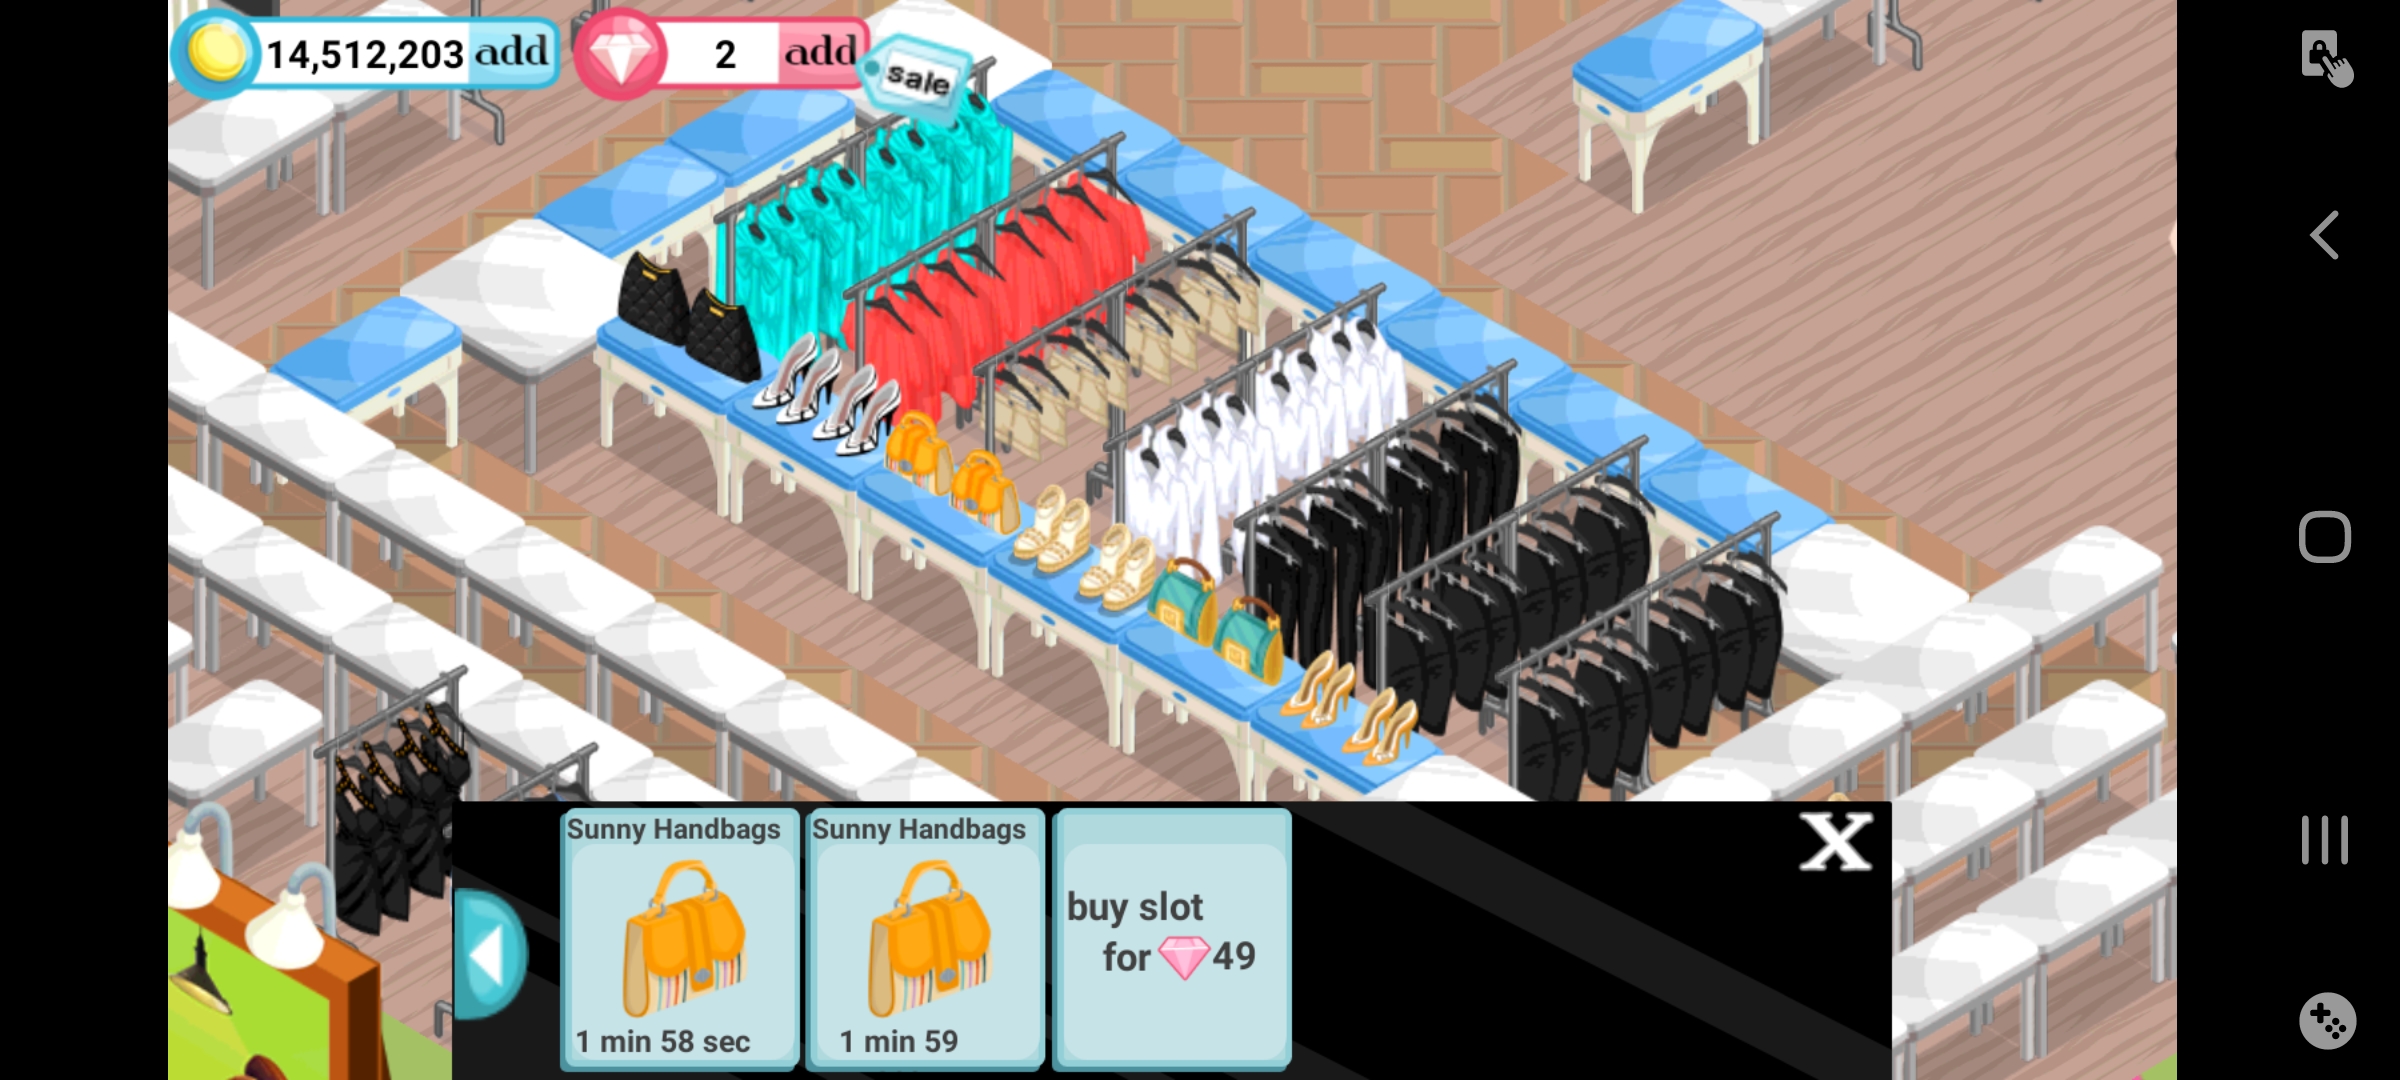 14,512,203 add
2 add
sale
Sunny Handbags
1 min 58 sec
Sunny Handbags
1 min 59
buy slot
for 49
X